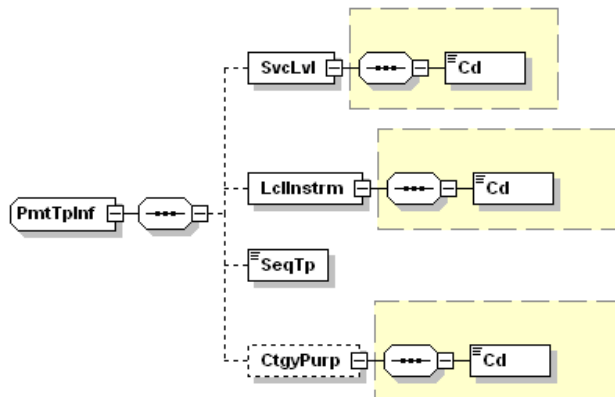 SvcLvl
Cd
LclInstrm
Cd
PmtTpInf
SeqTp
CtgyPurp
Cd